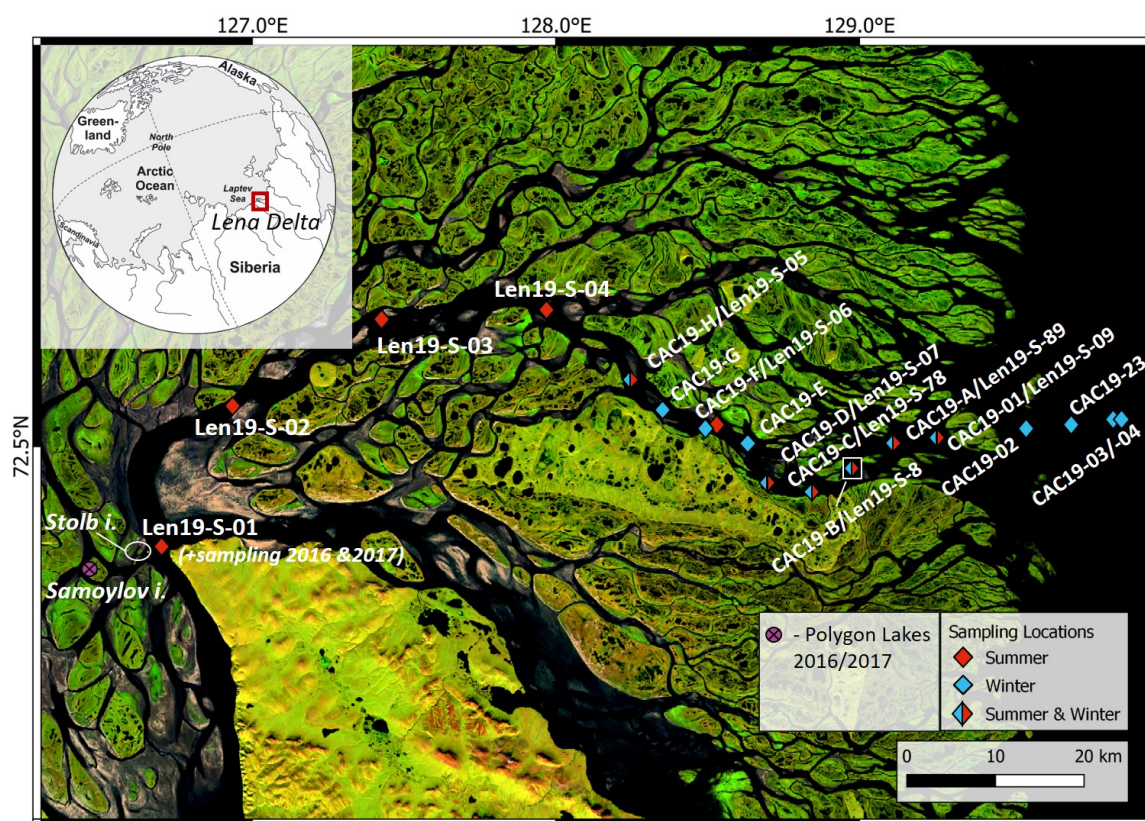 127.0°E
128.0°E
129.0°E
72.5°N
Alaska
Green-
land
North
Pole
Arctic
Ocean
Laptev
Sea
Lena Delta
Scandinavia
Siberia
Len19-S-04
Len19-S-03
Len19-S-02
Len19-S-01
(+sampling 2016 &2017)
Stolb i.
Samoylov i.
CAC19-H/Len19-S-05
CAC19-G
CAC19-F/Len19-S-06
CAC19-E
CAC19-D/Len19-S-07
CAC19-C/Len19-S-78
CAC19-B/Len19-S-8
CAC19-A/Len19-S-89
CAC19-01/Len19-S-09
CAC19-02
CAC19-23
CAC19-03/-04
- Polygon Lakes
2016/2017
Sampling Locations
Summer
Winter
Summer & Winter
0 10 20 km